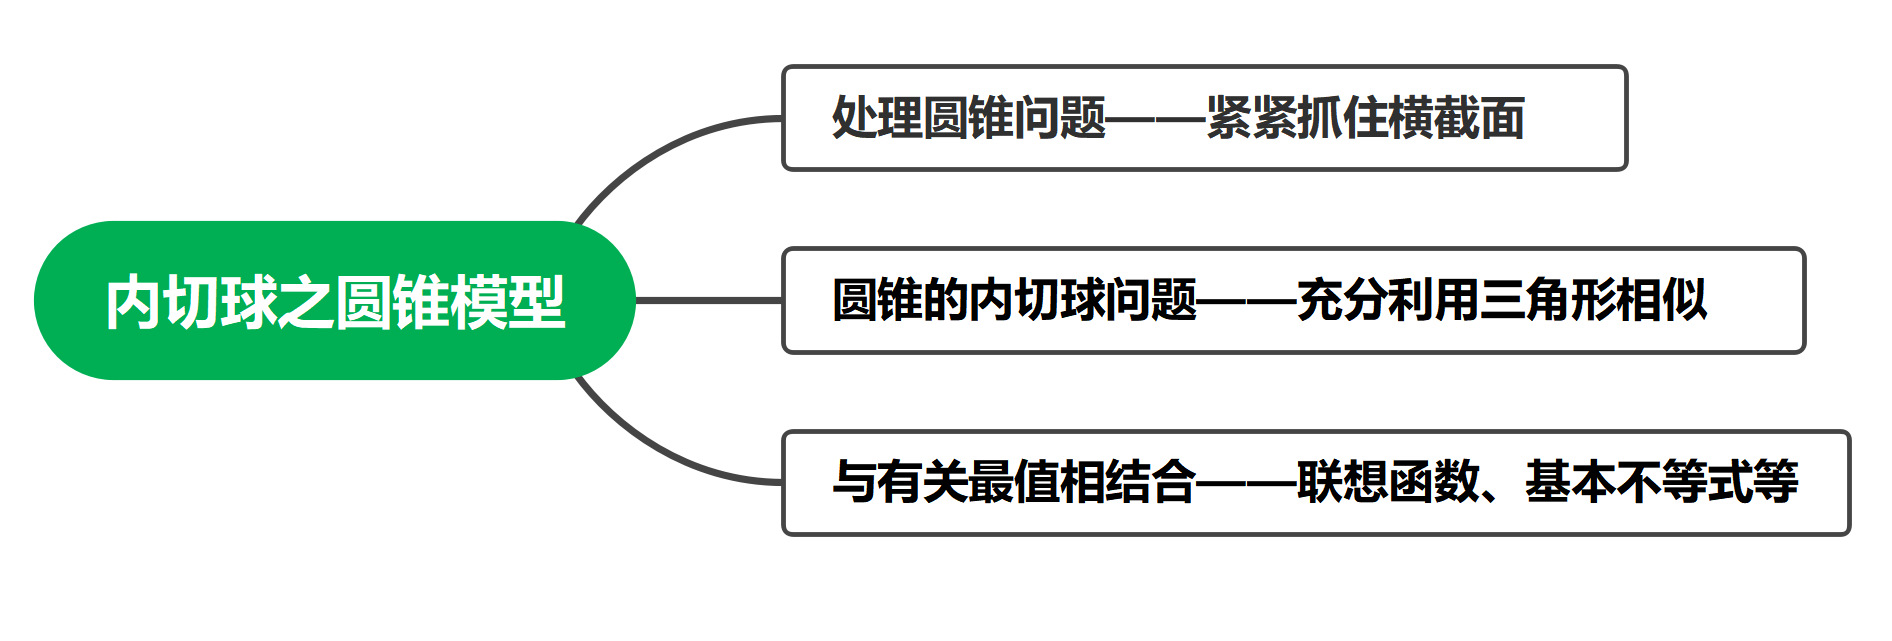 处理圆锥问题——紧紧抓住横截面
内切球之圆锥模型
圆锥的内切球问题——充分利用三角形相似
与有关最值相结合——联想函数、基本不等式等